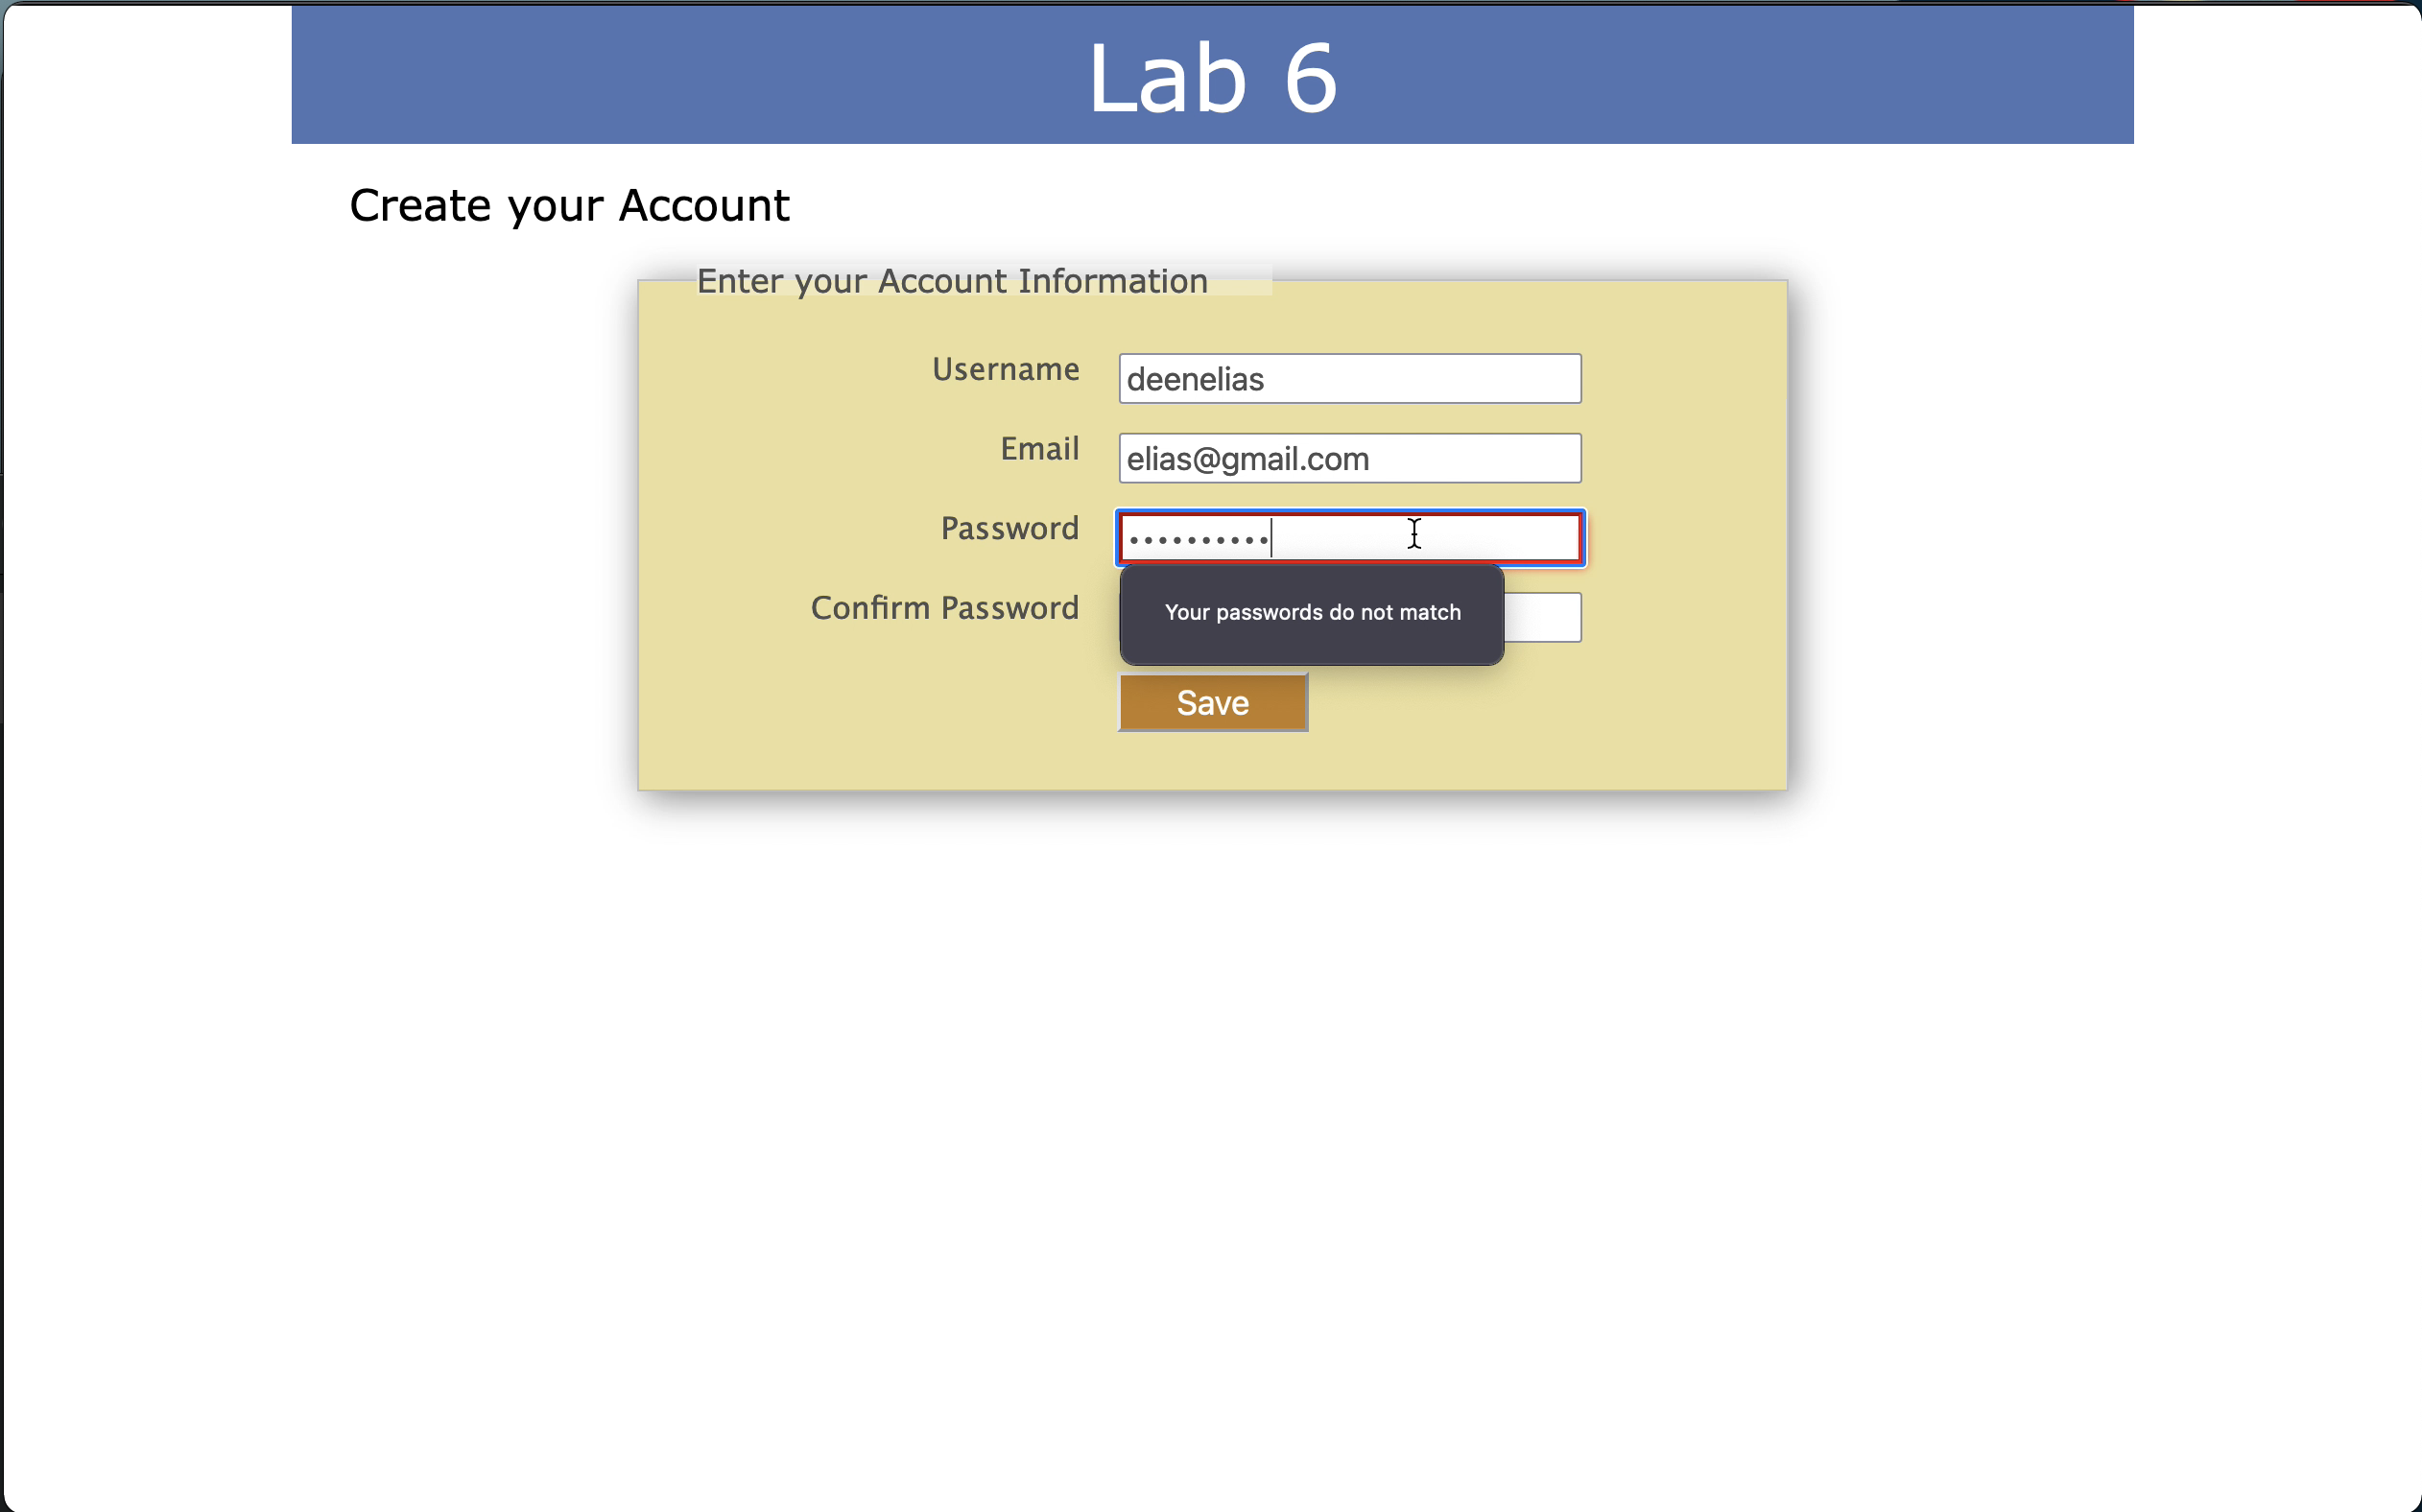 Lab 6
Create your Account
Enter your Account Information
Username
deenelias
Email
elias@gmail.com
Password
••••••••••
Confirm Password
Your passwords do not match
Save